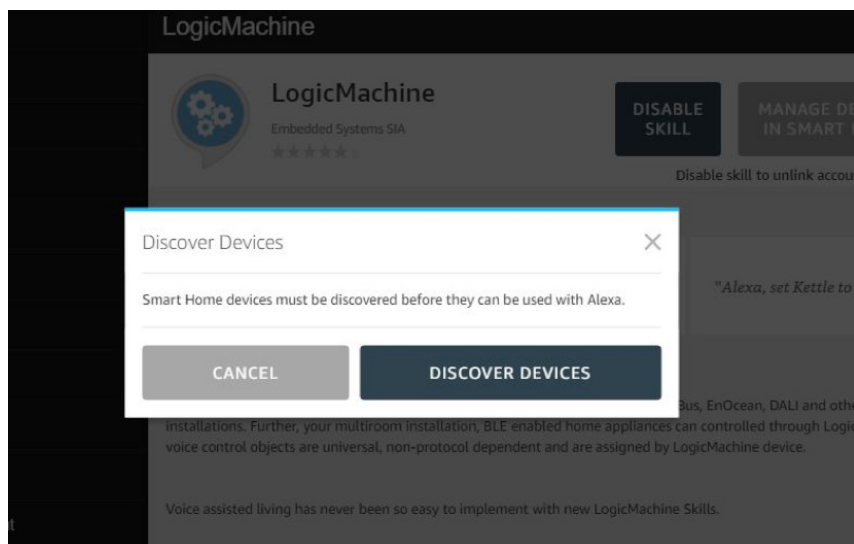 LogicMachine
LogicMachine
Embedded Systems SIA
DISABLE
SKILL
MANAGE DE
IN SMART
Disable skill to unlink accou
Discover Devices
Smart Home devices must be discovered before they can be used with Alexa.
"Alexa, set Kettle to
CANCEL
DISCOVER DEVICES
Bus, EnOcean, DALI and othe
installations. Further, your multiroom installation, BLE enabled home appliances can controlled through Logic
voice control objects are universal, non-protocol dependent and are assigned by LogicMachine device.
Voice assisted living has never been so easy to implement with new LogicMachine Skills.
t